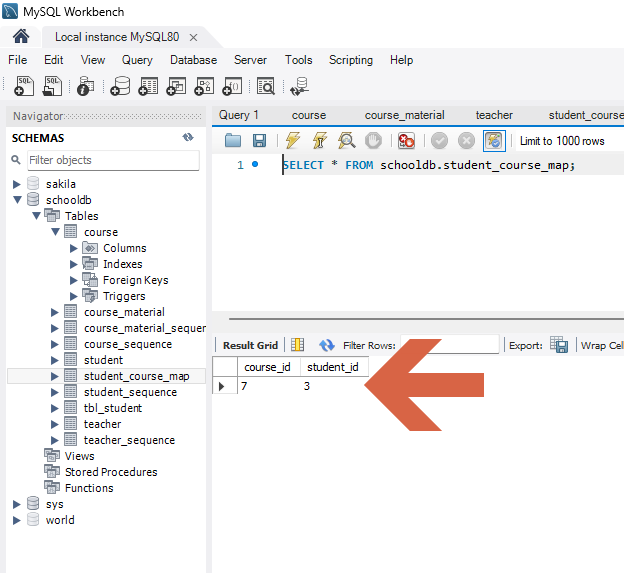 MySQL Workbench
Local instance MySQL80
File Edit View Query Database Server Tools Scripting Help
SQL SQL
Navigator
Query 1 course course_material teacher student_course
SCHEMAS
Limit to 1000 rows
Filter objects
1 SELECT * FROM schooldb.student_course_map;
sakila
schooldb
Tables
course
Columns
Indexes
Foreign Keys
Triggers
course_material
course_material_sequen
course_sequence
student
student_course_map
student_sequence
tbl_student
teacher
teacher_sequence
Views
Stored Procedures
Functions
sys
world
Result Grid Filter Rows: Export: Wrap Cel
course_id student_id
7 3